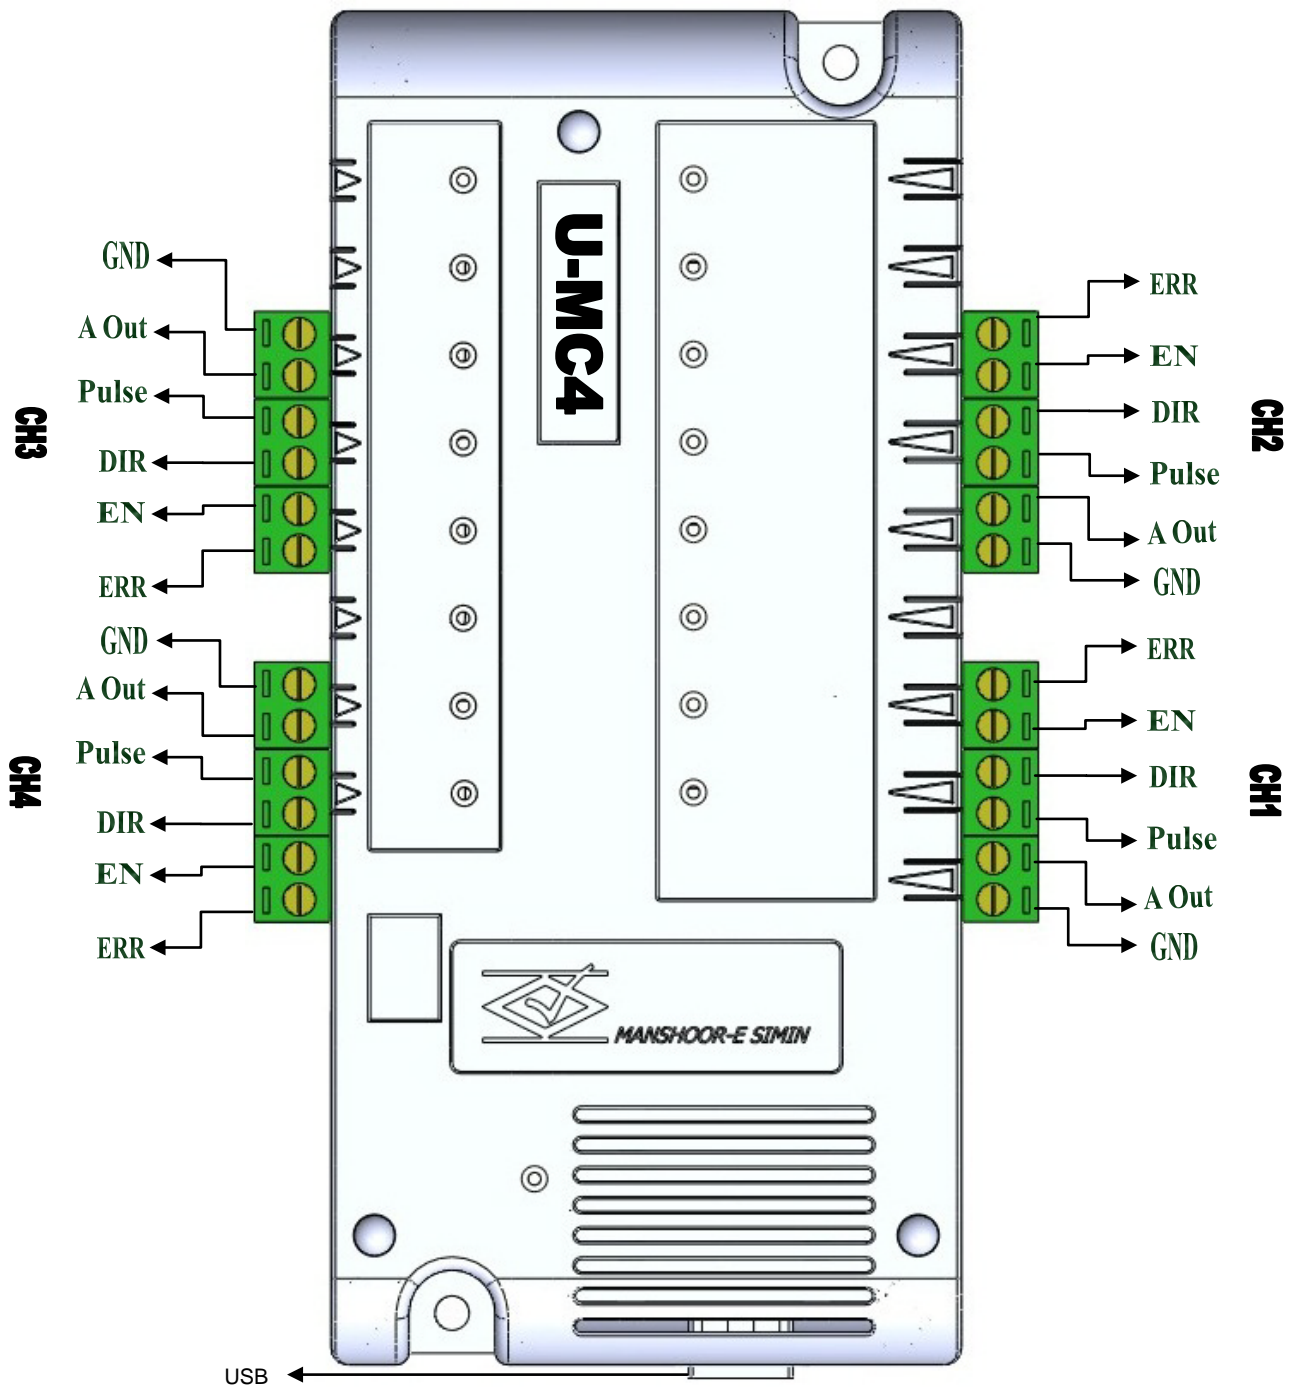 U-MC4
CH3
GND
A Out
Pulse
DIR
EN
ERR
CH4
GND
A Out
Pulse
DIR
EN
ERR
CH2
ERR
EN
DIR
Pulse
A Out
GND
CH1
ERR
EN
DIR
Pulse
A Out
GND
MANSHOOR-E SIMIN
USB